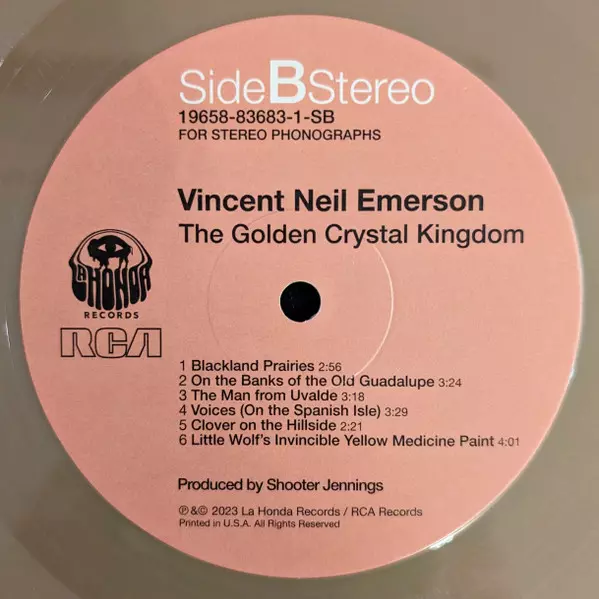 SideBStereo
19658-83683-1-SB
FOR STEREO PHONOGRAPHS
Vincent Neil Emerson
The Golden Crystal Kingdom
LA HONDA
RECORDS
RCA
1 Blackland Prairies 2:56
2 On the Banks of the Old Guadalupe 3:24
3 The Man from Uvalde 3:18
4 Voices (On the Spanish Isle) 3:29
5 Clover on the Hillside 2:21
6 Little Wolf's Invincible Yellow Medicine Paint 4:01
Produced by Shooter Jennings
℗&© 2023 La Honda Records / RCA Records
Printed in U.S.A. All Rights Reserved